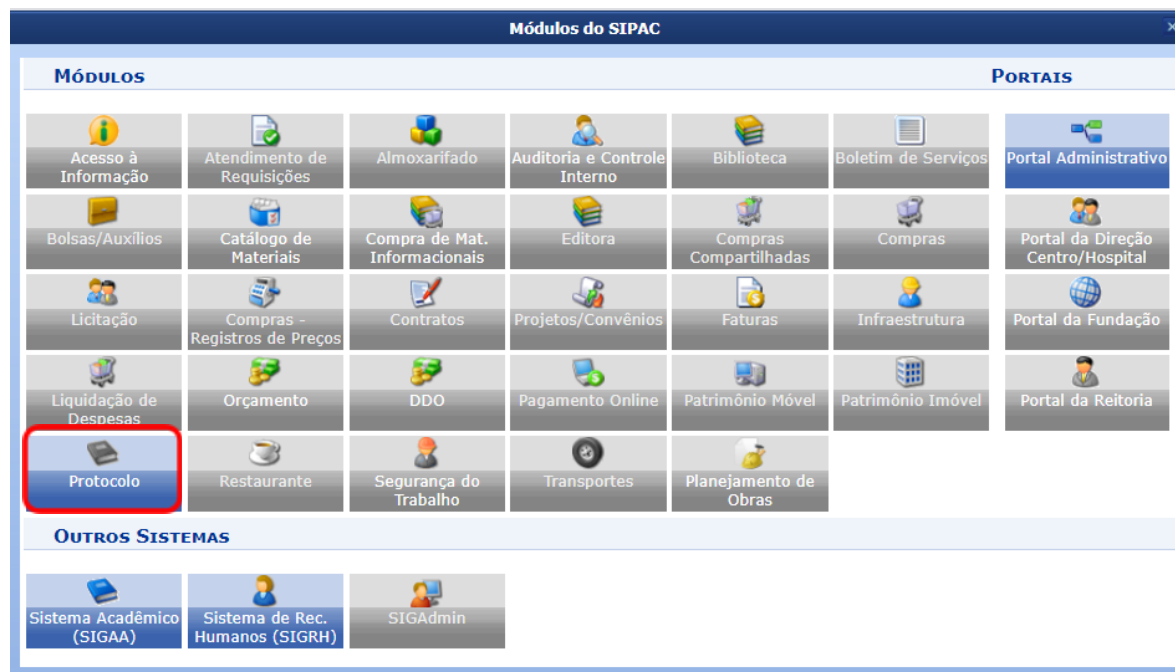 Módulos do SIPAC
Módulos
Portais
Acesso à
Informação
Atendimento de
Requisições
Almoxarifado
Auditoria e Controle
Interno
Biblioteca
Boletim de Serviços
Portal Administrativo
Bolsas/Auxílios
Catálogo de
Materiais
Compra de Mat.
Informacionais
Editora
Compras
Compartilhadas
Compras
Portal da Direção
Centro/Hospital
Licitação
Compras -
Registros de Preços
Contratos
Projetos/Convênios
Faturas
Infraestrutura
Portal da Fundação
Liquidação de
Despesas
Orçamento
DDO
Pagamento Online
Patrimônio Móvel
Patrimônio Imóvel
Portal da Reitoria
Protocolo
Restaurante
Segurança do
Trabalho
Transportes
Planejamento de
Obras
Outros Sistemas
Sistema Acadêmico
(SIGAA)
Sistema de Rec.
Humanos (SIGRH)
SIGAdmin